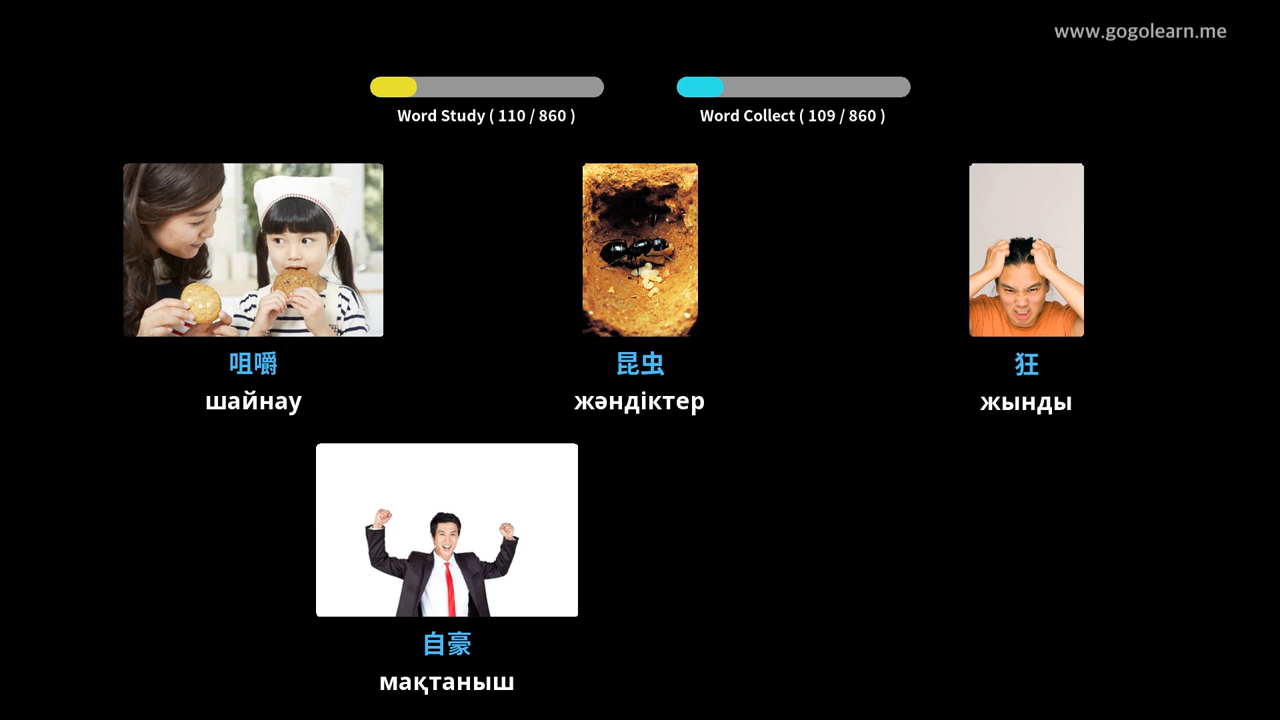 www.gogolearn.me
Word Study ( 110 / 860 )
Word Collect ( 109 / 860 )
咀嚼
шайнау
昆虫
жәндіктер
狂
жынды
自豪
мақтаныш